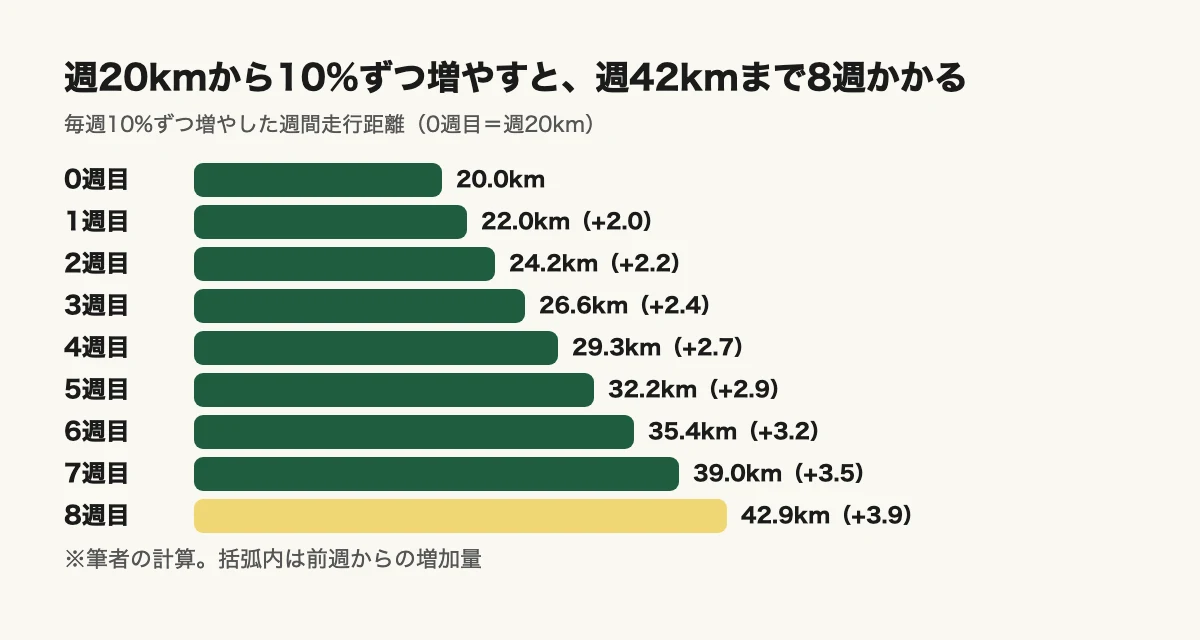 週20kmから10%ずつ増やすと、週42kmまで8週かかる
毎週10%ずつ増やした週間走行距離（0週目＝週20km）
0週目 20.0km
1週目 22.0km（+2.0）
2週目 24.2km（+2.2）
3週目 26.6km（+2.4）
4週目 29.3km（+2.7）
5週目 32.2km（+2.9）
6週目 35.4km（+3.2）
7週目 39.0km（+3.5）
8週目 42.9km（+3.9）
※筆者の計算。括弧内は前週からの増加量